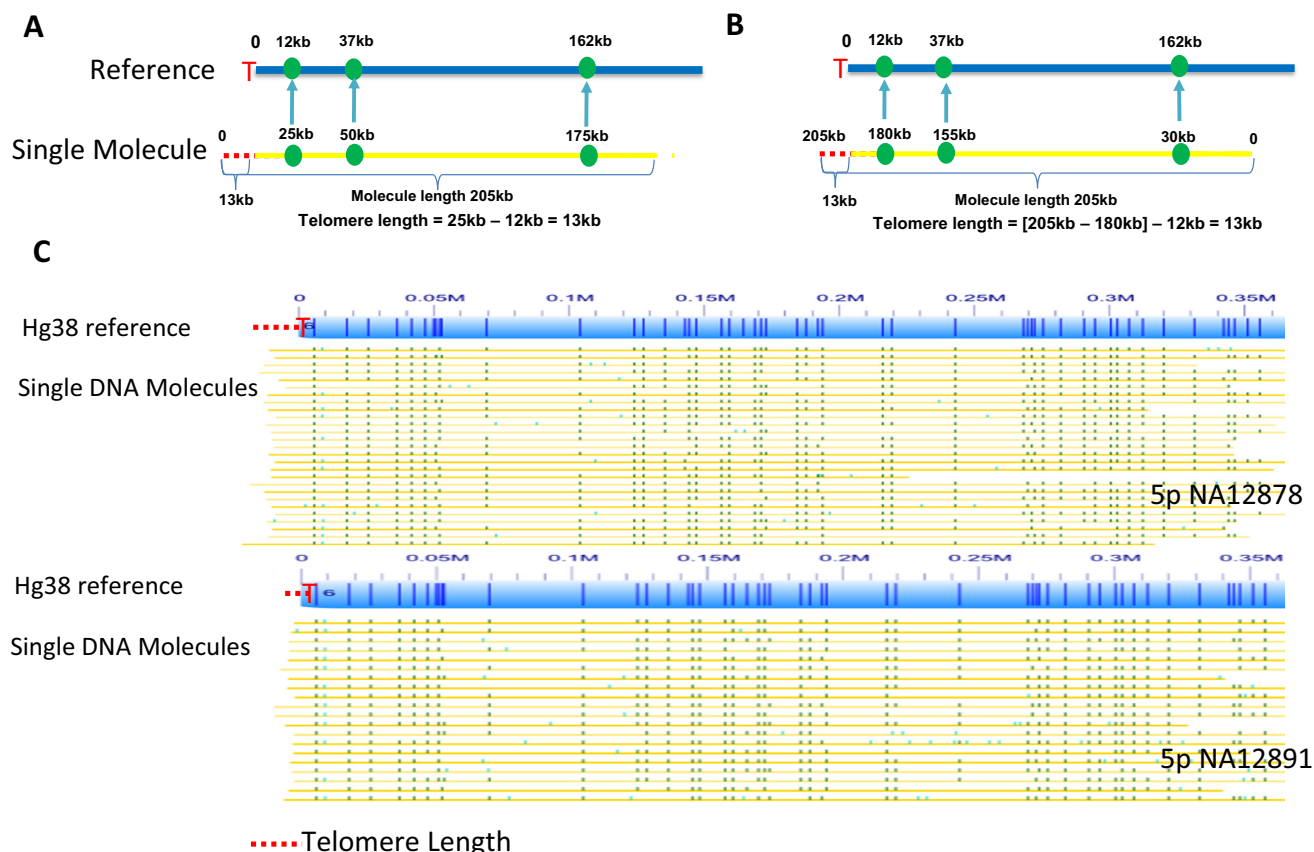 A
0 12kb 37kb 162kb
Reference T
0 25kb 50kb 175kb
Single Molecule
13kb
Molecule length 205kb
Telomere length = 25kb – 12kb = 13kb
B
0 12kb 37kb 162kb
T
205kb 180kb 155kb 30kb 0
13kb
Molecule length 205kb
Telomere length = [205kb – 180kb] – 12kb = 13kb
C
0 0.05M 0.1M 0.15M 0.2M 0.25M 0.3M 0.35M
Hg38 reference T 6
Single DNA Molecules
5p NA12878
0 0.05M 0.1M 0.15M 0.2M 0.25M 0.3M 0.35M
Hg38 reference T 6
Single DNA Molecules
5p NA12891
Telomere Length